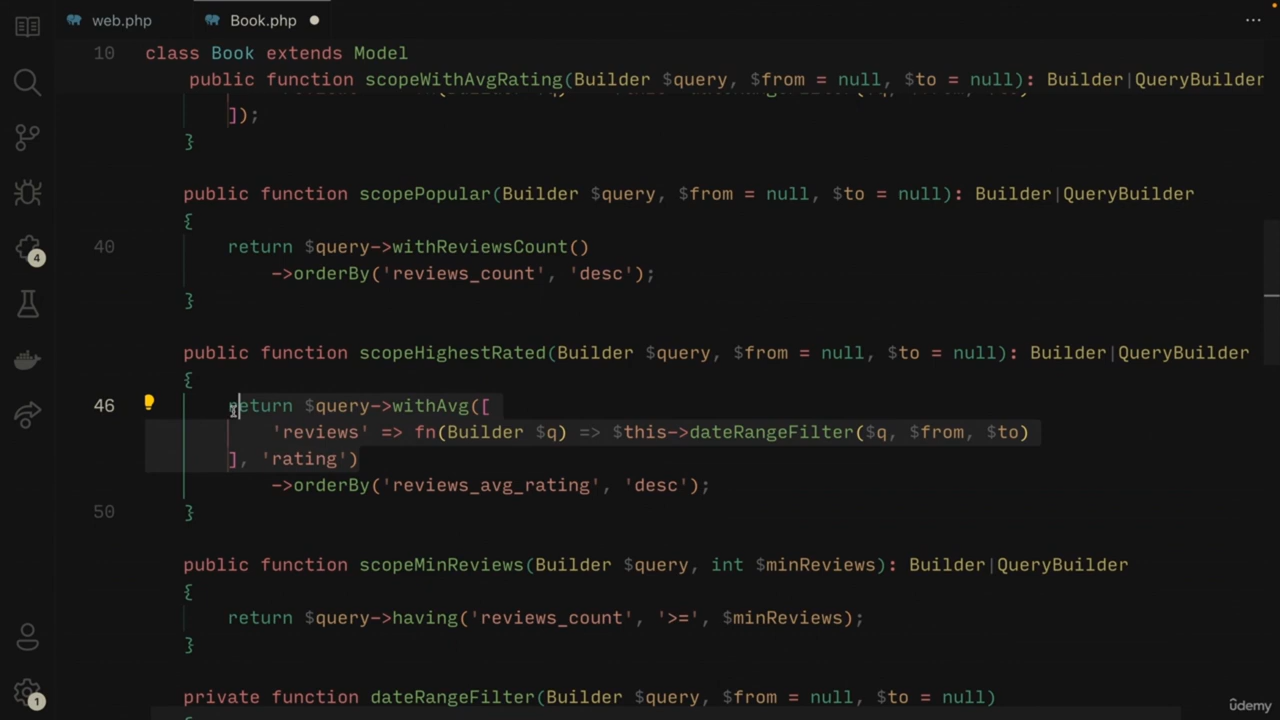 web.php
Book.php
10 class Book extends Model
public function scopeWithAvgRating(Builder $query, $from = null, $to = null): Builder|QueryBuilder
]);
}
public function scopePopular(Builder $query, $from = null, $to = null): Builder|QueryBuilder
{
40 return $query->withReviewsCount()
->orderBy('reviews_count', 'desc');
}
public function scopeHighestRated(Builder $query, $from = null, $to = null): Builder|QueryBuilder
{
46 return $query->withAvg([
'reviews' => fn(Builder $q) => $this->dateRangeFilter($q, $from, $to)
], 'rating')
->orderBy('reviews_avg_rating', 'desc');
50 }
public function scopeMinReviews(Builder $query, int $minReviews): Builder|QueryBuilder
{
return $query->having('reviews_count', '>=', $minReviews);
}
private function dateRangeFilter(Builder $query, $from = null, $to = null)
{
4
1
ûdemy